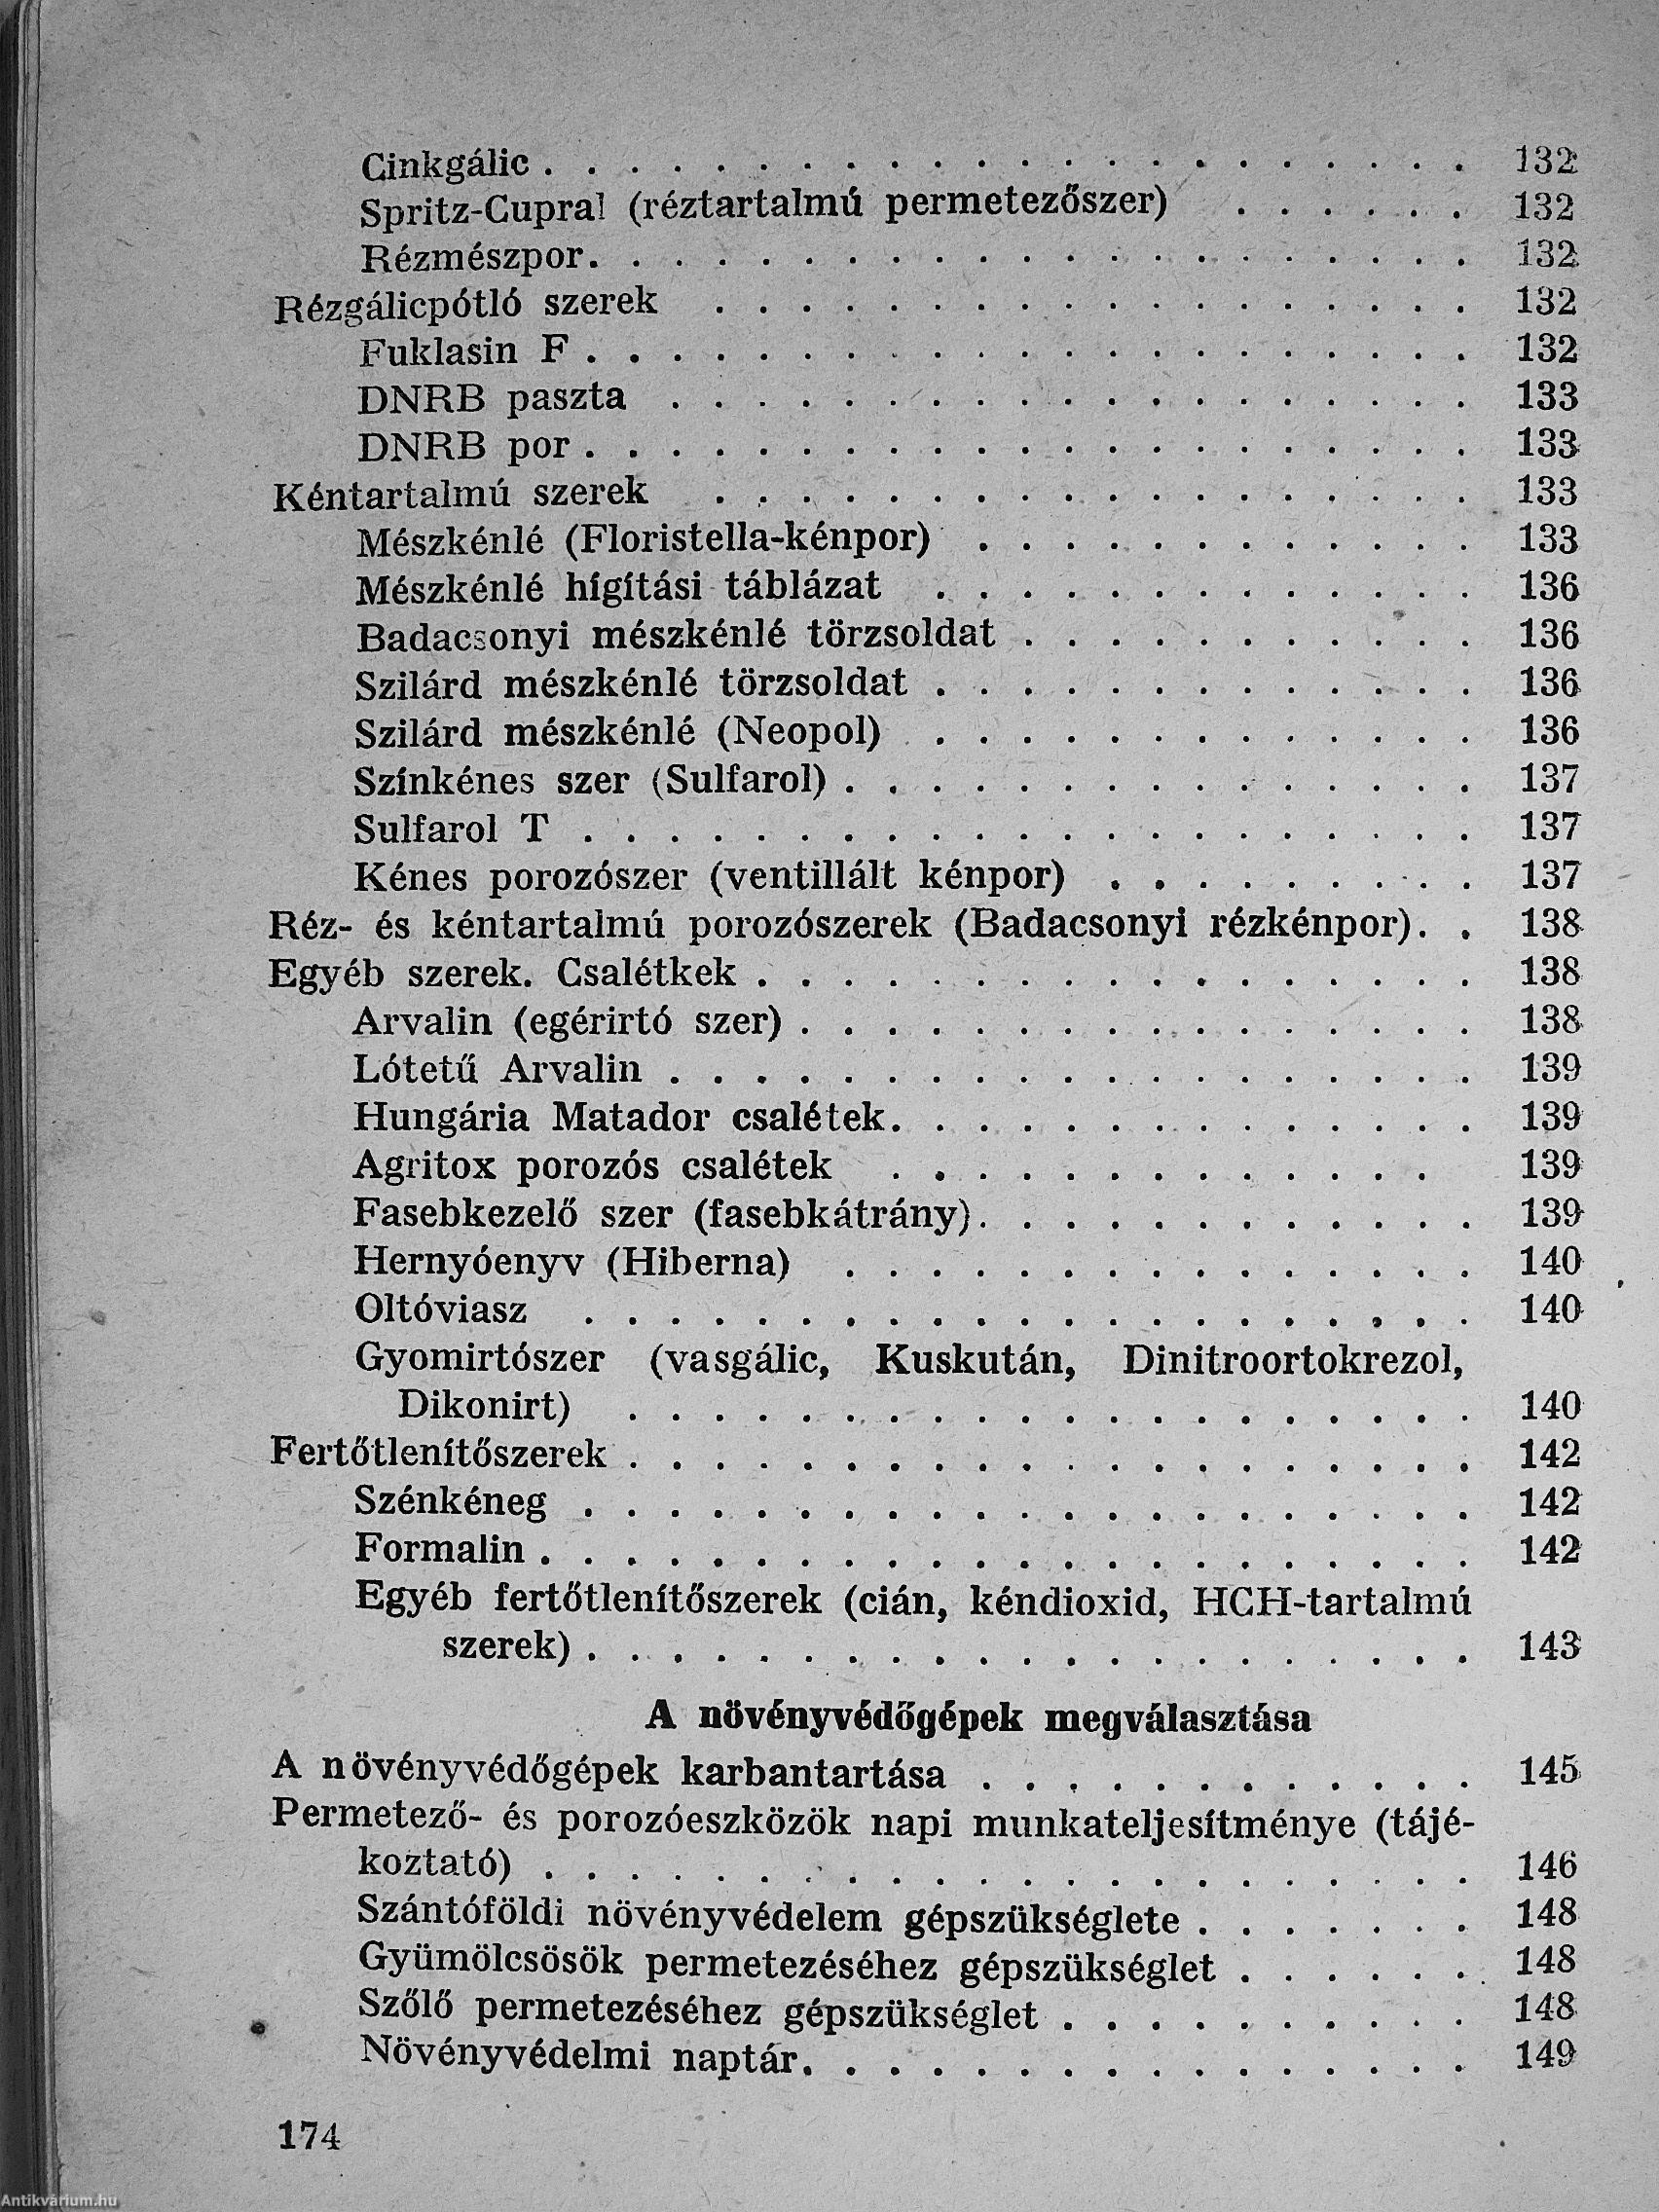 Cinkgálic . . . . . . . . . . . . . . . . . . . . . . 132
Spritz-Cupral (réztartalmú permetezőszer) . . . . . . 132
Rézmészpor. . . . . . . . . . . . . . . . . . . . . 132
Rézgálicpótló szerek . . . . . . . . . . . . . . . . . . 132
Fuklasin F . . . . . . . . . . . . . . . . . . . . . 132
DNRB paszta . . . . . . . . . . . . . . . . . . . 133
DNRB por . . . . . . . . . . . . . . . . . . . . . 133
Kéntartalmú szerek . . . . . . . . . . . . . . . . . . 133
Mészkénlé (Floristella-kénpor) . . . . . . . . . . . . 133
Mészkénlé hígítási táblázat . . . . . . . . . . . . . 136
Badacsonyi mészkénlé törzsoldat . . . . . . . . . . . 136
Szilárd mészkénlé törzsoldat . . . . . . . . . . . . . 136
Szilárd mészkénlé (Neopol) . . . . . . . . . . . . . 136
Színkénes szer (Sulfarol) . . . . . . . . . . . . . . . 137
Sulfarol T . . . . . . . . . . . . . . . . . . . . . 137
Kénes porozószer (ventillált kénpor) . . . . . . . . . 137
Réz- és kéntartalmú porozószerek (Badacsonyi rézkénpor). . 138
Egyéb szerek. Csalétkek . . . . . . . . . . . . . . . . . 138
Arvalin (egérirtó szer) . . . . . . . . . . . . . . . . 138
Lótetű Arvalin . . . . . . . . . . . . . . . . . . . 139
Hungária Matador csalétek. . . . . . . . . . . . . . 139
Agritox porozós csalétek . . . . . . . . . . . . . 139
Fasebkezelő szer (fasebkátrány). . . . . . . . . . . . 139
Hernyóenyv (Hiberna) . . . . . . . . . . . . . . . 140
Oltóviasz . . . . . . . . . . . . . . . . . . . . . 140
Gyomirtószer (vasgálic, Kuskután, Dinitroortokrezol,
Dikonirt) . . . . . . . . . . . . . . . . . . . . 140
Fertőtlenítőszerek . . . . . . . . . . . . . . . . . . . . 142
Szénkéneg . . . . . . . . . . . . . . . . . . . . . 142
Formalin . . . . . . . . . . . . . . . . . . . . . . 142
Egyéb fertőtlenítőszerek (cián, kéndioxid, HCH-tartalmú
szerek) . . . . . . . . . . . . . . . . . . . . . 143
A növényvédőgépek megválasztása
A növényvédőgépek karbantartása . . . . . . . . . . . . 145
Permetező- és porozóeszközök napi munkateljesítménye (tájé-
koztató) . . . . . . . . . . . . . . . . . . . . . . 146
Szántóföldi növényvédelem gépszükséglete . . . . . . . 148
Gyümölcsösök permetezéséhez gépszükséglet . . . . . . 148
Szőlő permetezéséhez gépszükséglet . . . . . . . . . . 148
Növényvédelmi naptár. . . . . . . . . . . . . . . . 149
174
Antikvárium.hu